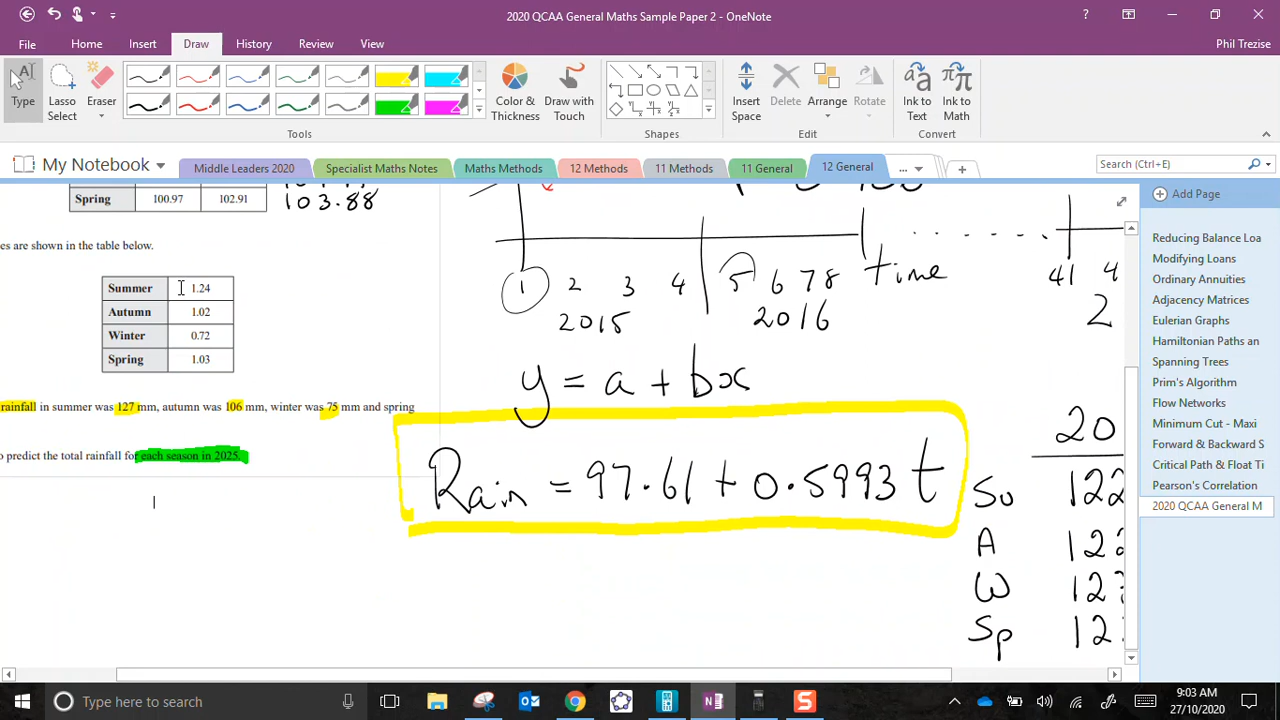 2020 QCAA General Maths Sample Paper 2 - OneNote
?
File
Home
Insert
Draw
History
Review
View
Phil Trezise
Type
Lasso Select
Eraser
Color & Thickness
Draw with Touch
Insert Space
Delete
Arrange
Rotate
Ink to Text
Ink to Math
Tools
Shapes
Edit
Convert
My Notebook
Middle Leaders 2020
Specialist Maths Notes
Maths Methods
12 Methods
11 Methods
11 General
12 General
...
Search (Ctrl+E)
Add Page
Reducing Balance Loa
Modifying Loans
Ordinary Annuities
Adjacency Matrices
Eulerian Graphs
Hamiltonian Paths an
Spanning Trees
Prim's Algorithm
Flow Networks
Minimum Cut - Maxi
Forward & Backward S
Critical Path & Float Ti
Pearson's Correlation
2020 QCAA General M
Spring 100.97 102.91 103.88
es are shown in the table below.
Summer 1.24
Autumn 1.02
Winter 0.72
Spring 1.03
rainfall in summer was 127 mm, autumn was 106 mm, winter was 75 mm and spring
o predict the total rainfall for each season in 2025.
1 2 3 4 5 6 7 8 time 41 4
2015 2016 2
y = a + bx
Rain = 97.61 + 0.5993 t
20
Su 122
A 122
W 12
Sp 12
Type here to search
9:03 AM
27/10/2020